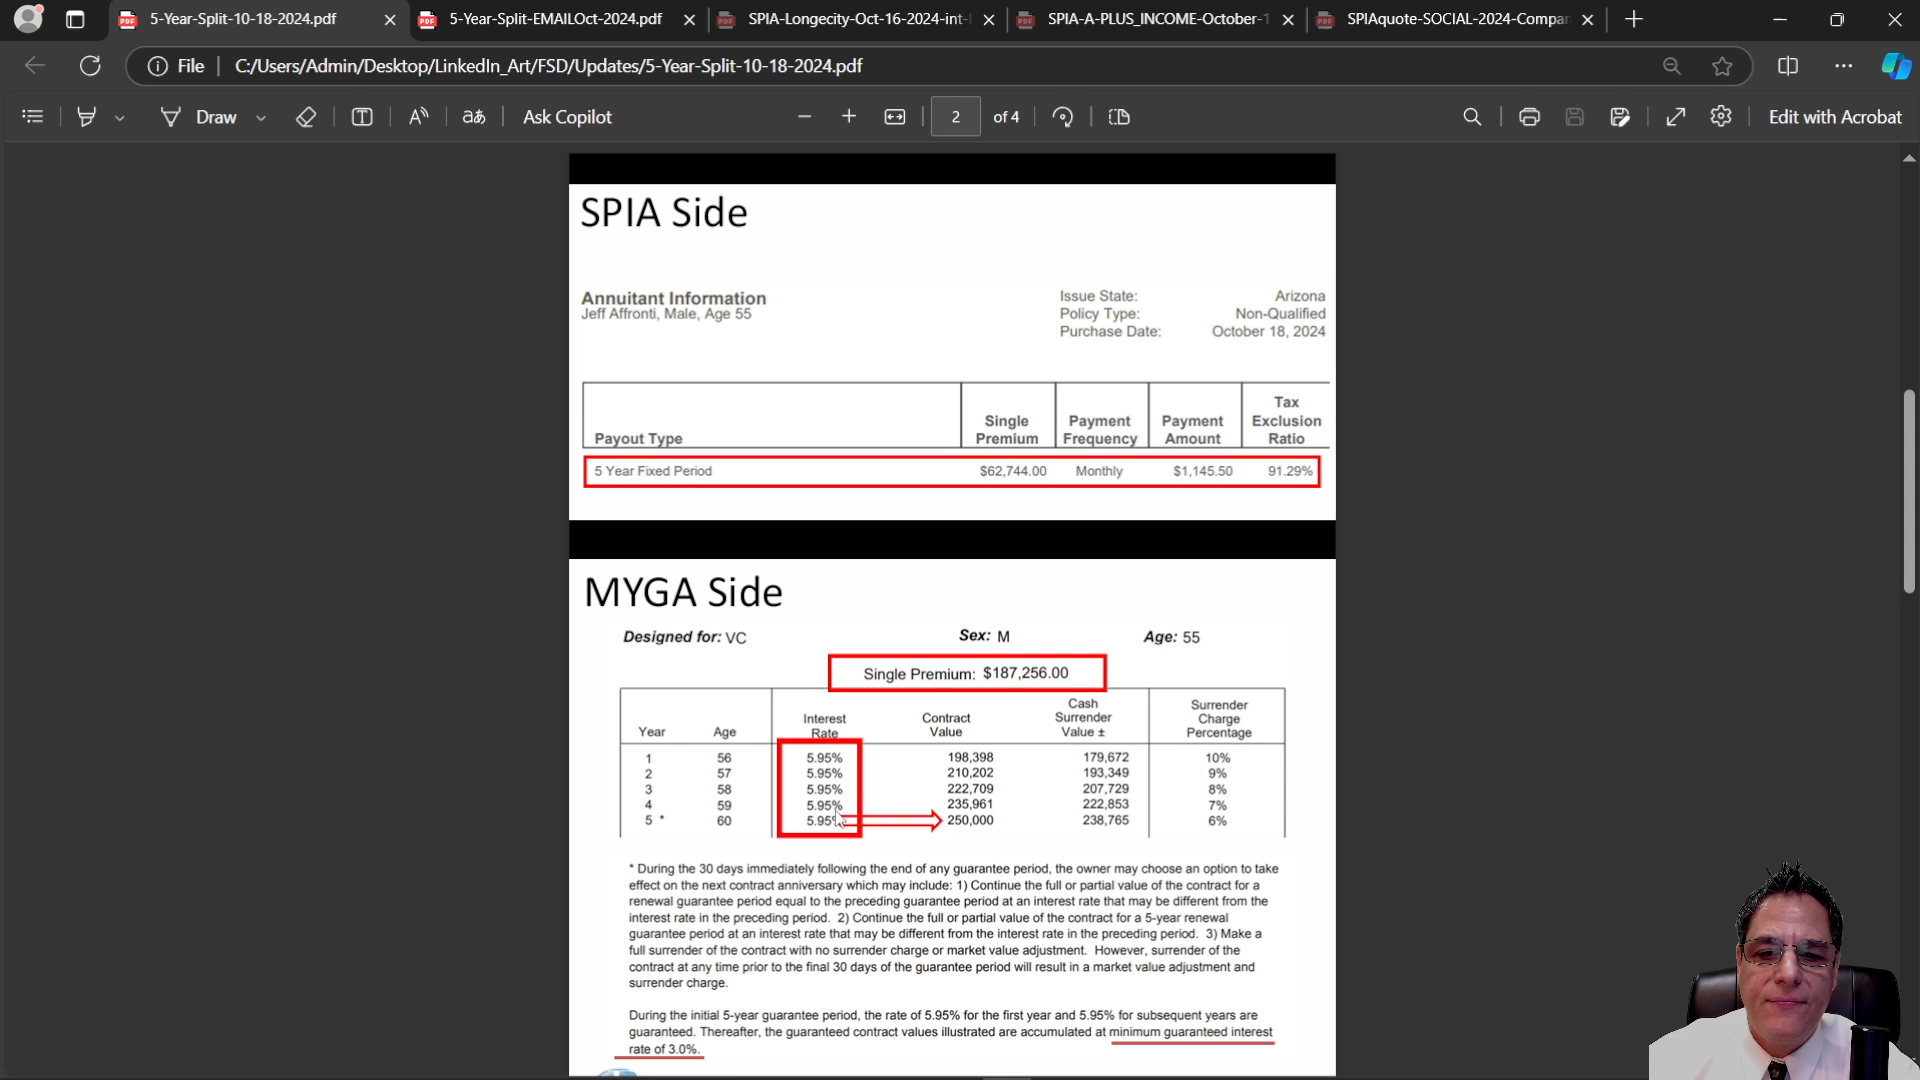 5-Year-Split-10-18-2024.pdf
5-Year-Split-EMAILOct-2024.pdf
SPIA-Longecity-Oct-16-2024-int-
SPIA-A-PLUS_INCOME-October-1
SPIAquote-SOCIAL-2024-Compar
File
C:/Users/Admin/Desktop/LinkedIn_Art/FSD/Updates/5-Year-Split-10-18-2024.pdf
Draw
Ask Copilot
2 of 4
Edit with Acrobat
SPIA Side
Annuitant Information
Jeff Affronti, Male, Age 55
Issue State: Arizona
Policy Type: Non-Qualified
Purchase Date: October 18, 2024
Payout Type Single Premium Payment Frequency Payment Amount Tax Exclusion Ratio
5 Year Fixed Period $62,744.00 Monthly $1,145.50 91.29%
MYGA Side
Designed for: VC Sex: M Age: 55
Single Premium: $187,256.00
Year Age Interest Rate Contract Value Cash Surrender Value ± Surrender Charge Percentage
1 56 5.95% 198,398 179,672 10%
2 57 5.95% 210,202 193,349 9%
3 58 5.95% 222,709 207,729 8%
4 59 5.95% 235,961 222,853 7%
5 * 60 5.95% 250,000 238,765 6%
* During the 30 days immediately following the end of any guarantee period, the owner may choose an option to take
effect on the next contract anniversary which may include: 1) Continue the full or partial value of the contract for a
renewal guarantee period equal to the preceding guarantee period at an interest rate that may be different from the
interest rate in the preceding period. 2) Continue the full or partial value of the contract for a 5-year renewal
guarantee period at an interest rate that may be different from the interest rate in the preceding period. 3) Make a
full surrender of the contract with no surrender charge or market value adjustment. However, surrender of the
contract at any time prior to the final 30 days of the guarantee period will result in a market value adjustment and
surrender charge.
During the initial 5-year guarantee period, the rate of 5.95% for the first year and 5.95% for subsequent years are
guaranteed. Thereafter, the guaranteed contract values illustrated are accumulated at minimum guaranteed interest
rate of 3.0%.